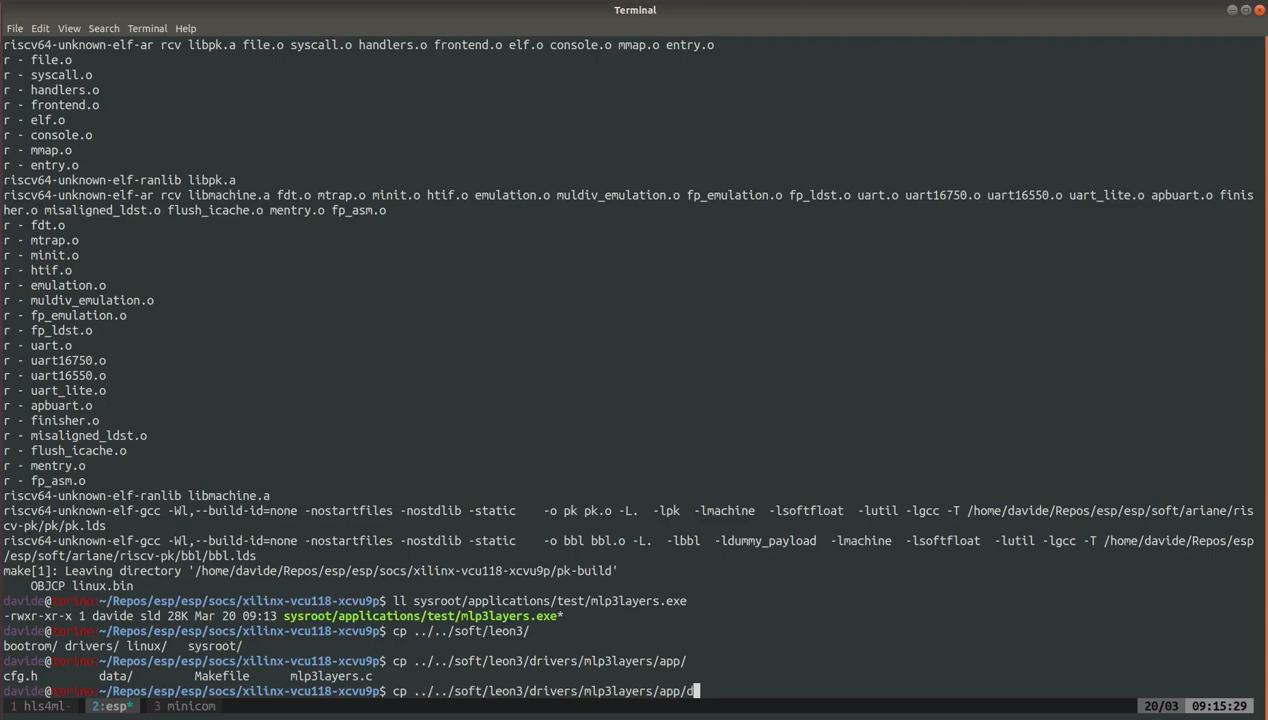 Terminal
File Edit View Search Terminal Help
riscv64-unknown-elf-ar rcv libpk.a file.o syscall.o handlers.o frontend.o elf.o console.o mmap.o entry.o
r - file.o
r - syscall.o
r - handlers.o
r - frontend.o
r - elf.o
r - console.o
r - mmap.o
r - entry.o
riscv64-unknown-elf-ranlib libpk.a
riscv64-unknown-elf-ar rcv libmachine.a fdt.o mtrap.o minit.o htif.o emulation.o muldiv_emulation.o fp_emulation.o fp_ldst.o uart.o uart16750.o uart16550.o uart_lite.o apbuart.o finis
her.o misaligned_ldst.o flush_icache.o mentry.o fp_asm.o
r - fdt.o
r - mtrap.o
r - minit.o
r - htif.o
r - emulation.o
r - muldiv_emulation.o
r - fp_emulation.o
r - fp_ldst.o
r - uart.o
r - uart16750.o
r - uart16550.o
r - uart_lite.o
r - apbuart.o
r - finisher.o
r - misaligned_ldst.o
r - flush_icache.o
r - mentry.o
r - fp_asm.o
riscv64-unknown-elf-ranlib libmachine.a
riscv64-unknown-elf-gcc -Wl,--build-id=none -nostartfiles -nostdlib -static    -o pk pk.o -L.  -lpk  -lmachine  -lsoftfloat  -lutil -lgcc -T /home/davide/Repos/esp/esp/soft/ariane/ris
cv-pk/pk/pk.lds
riscv64-unknown-elf-gcc -Wl,--build-id=none -nostartfiles -nostdlib -static    -o bbl bbl.o -L.  -lbbl  -ldummy_payload  -lmachine  -lsoftfloat  -lutil -lgcc -T /home/davide/Repos/esp
/esp/soft/ariane/riscv-pk/bbl/bbl.lds
make[1]: Leaving directory '/home/davide/Repos/esp/esp/socs/xilinx-vcu118-xcvu9p/pk-build'
OBJCP linux.bin
davide@torino:~/Repos/esp/esp/socs/xilinx-vcu118-xcvu9p$ ll sysroot/applications/test/mlp3layers.exe
-rwxr-xr-x 1 davide sld 28K Mar 20 09:13 sysroot/applications/test/mlp3layers.exe*
davide@torino:~/Repos/esp/esp/socs/xilinx-vcu118-xcvu9p$ cp ../../soft/leon3/
bootrom/ drivers/ linux/   sysroot/
davide@torino:~/Repos/esp/esp/socs/xilinx-vcu118-xcvu9p$ cp ../../soft/leon3/drivers/mlp3layers/app/
cfg.h         data/         Makefile      mlp3layers.c
davide@torino:~/Repos/esp/esp/socs/xilinx-vcu118-xcvu9p$ cp ../../soft/leon3/drivers/mlp3layers/app/d
1 hls4ml-  2:esp*  3 minicom  20/03  09:15:29